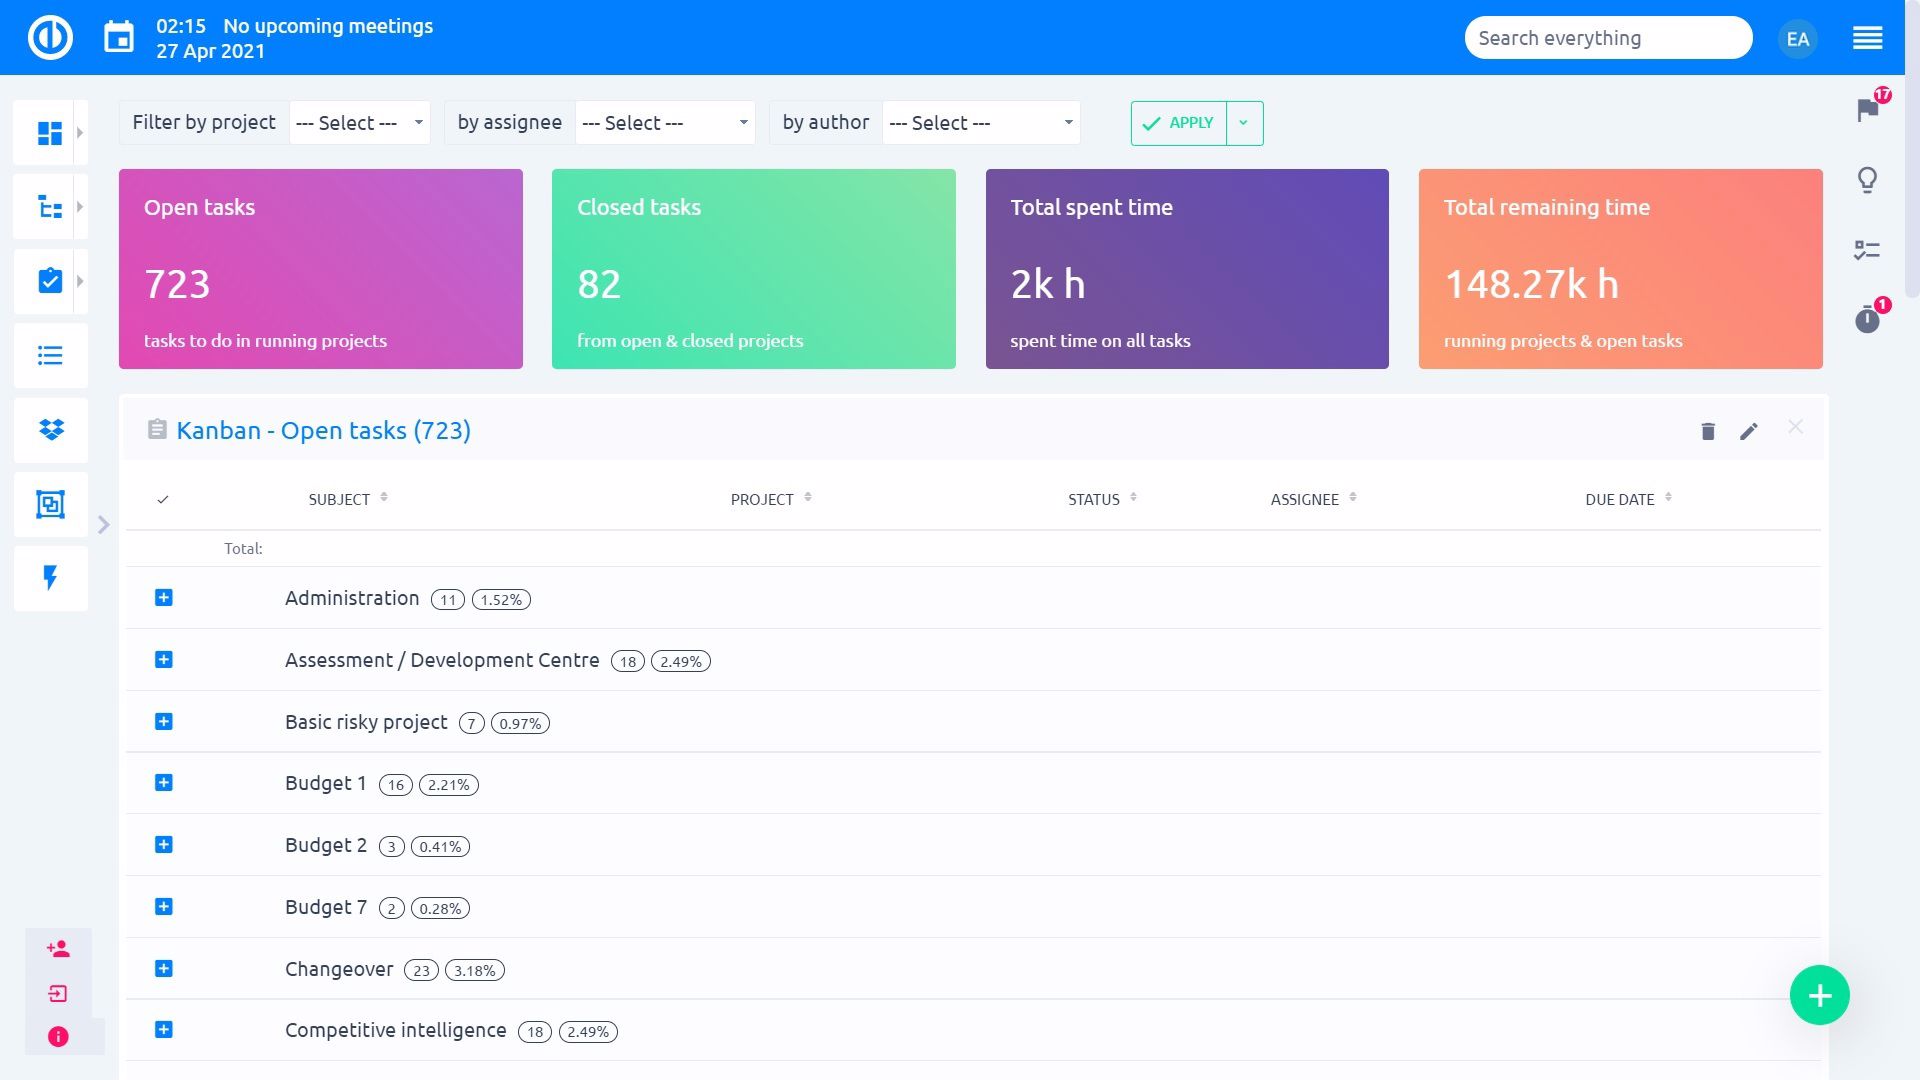 02:15 No upcoming meetings
27 Apr 2021
Search everything
EA
17
1
Filter by project --- Select --- by assignee --- Select --- by author --- Select --- APPLY
Open tasks
723
tasks to do in running projects
Closed tasks
82
from open & closed projects
Total spent time
2k h
spent time on all tasks
Total remaining time
148.27k h
running projects & open tasks
Kanban - Open tasks (723)
SUBJECT PROJECT STATUS ASSIGNEE DUE DATE
Total:
Administration 11 1.52%
Assessment / Development Centre 18 2.49%
Basic risky project 7 0.97%
Budget 1 16 2.21%
Budget 2 3 0.41%
Budget 7 2 0.28%
Changeover 23 3.18%
Competitive intelligence 18 2.49%